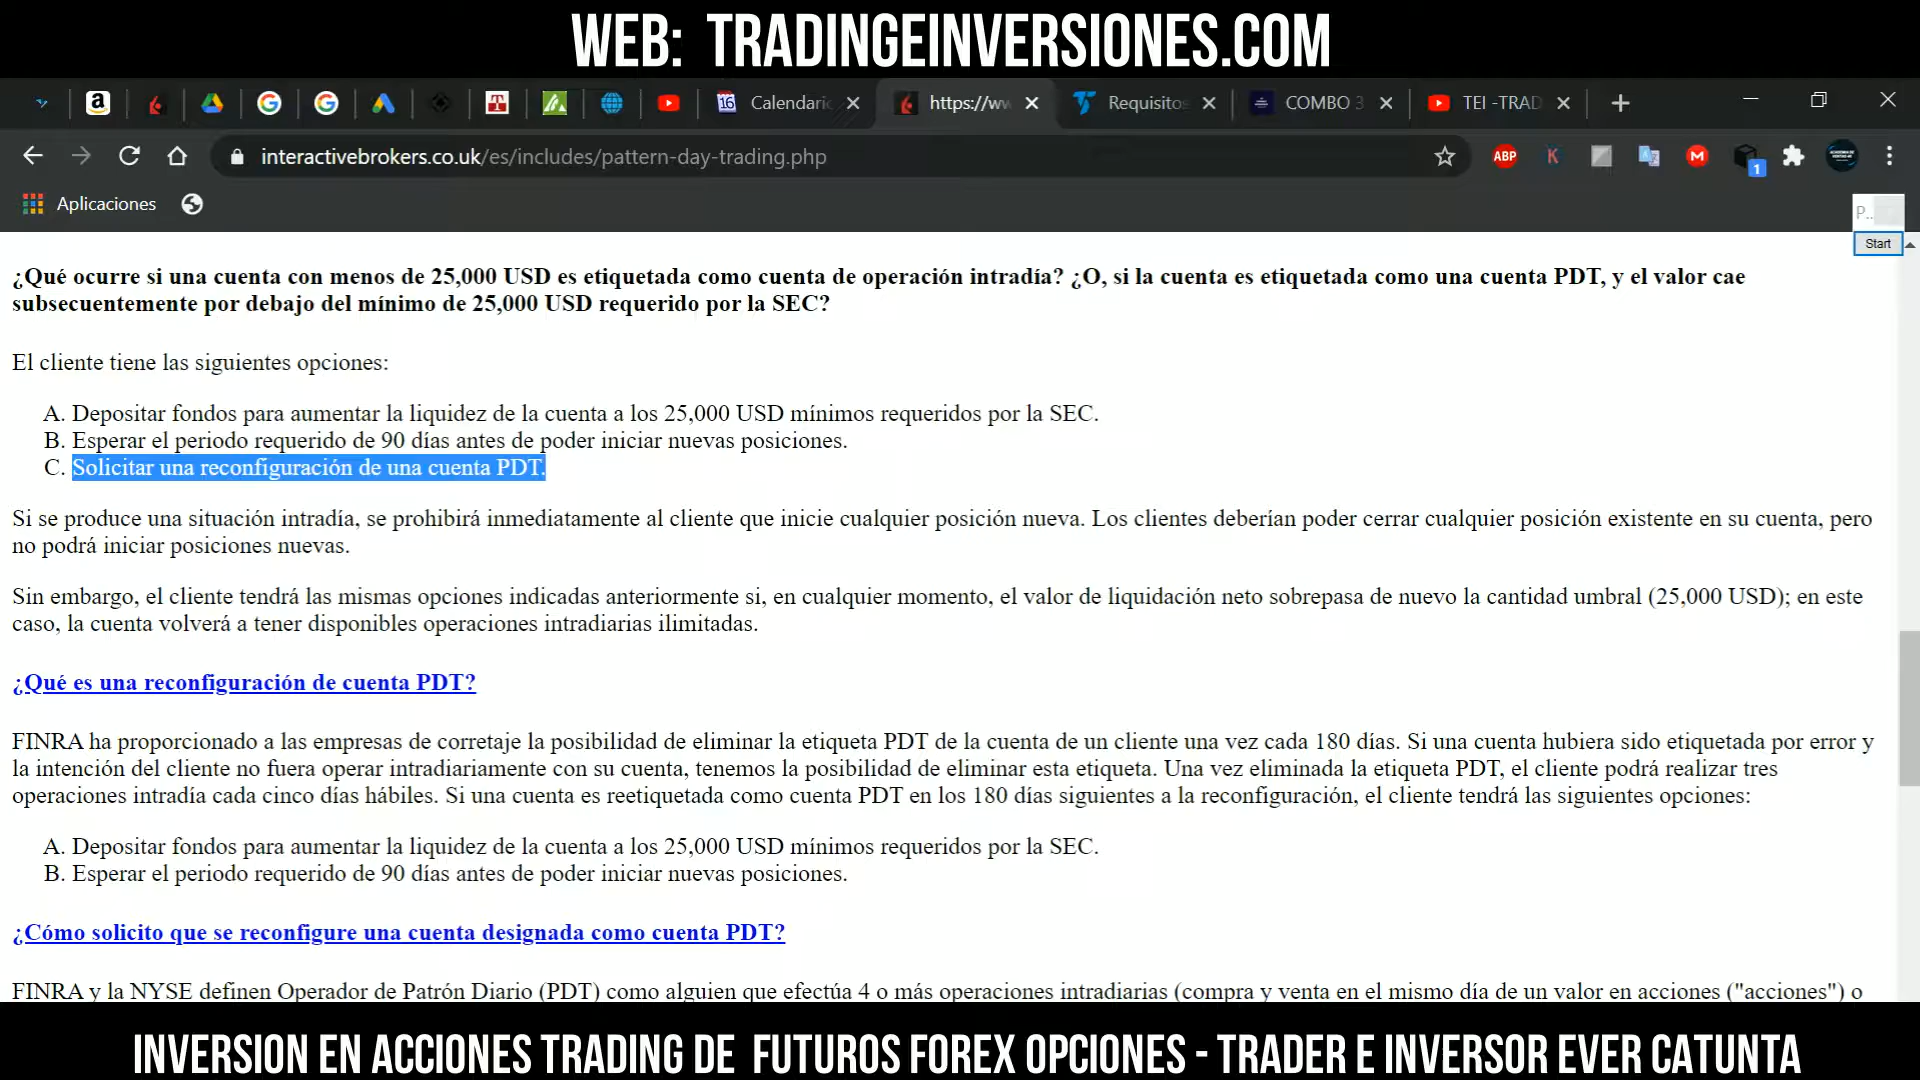 WEB: TRADINGEINVERSIONES.COM
Calendario
https://ww
Requisitos
COMBO 3
TEI -TRAD
interactivebrokers.co.uk/es/includes/pattern-day-trading.php
ABP
K
M
1
Aplicaciones
P...
Start
¿Qué ocurre si una cuenta con menos de 25,000 USD es etiquetada como cuenta de operación intradía? ¿O, si la cuenta es etiquetada como una cuenta PDT, y el valor cae
subsecuentemente por debajo del mínimo de 25,000 USD requerido por la SEC?
El cliente tiene las siguientes opciones:
A. Depositar fondos para aumentar la liquidez de la cuenta a los 25,000 USD mínimos requeridos por la SEC.
B. Esperar el periodo requerido de 90 días antes de poder iniciar nuevas posiciones.
C. Solicitar una reconfiguración de una cuenta PDT.
Si se produce una situación intradía, se prohibirá inmediatamente al cliente que inicie cualquier posición nueva. Los clientes deberían poder cerrar cualquier posición existente en su cuenta, pero
no podrá iniciar posiciones nuevas.
Sin embargo, el cliente tendrá las mismas opciones indicadas anteriormente si, en cualquier momento, el valor de liquidación neto sobrepasa de nuevo la cantidad umbral (25,000 USD); en este
caso, la cuenta volverá a tener disponibles operaciones intradiarias ilimitadas.
¿Qué es una reconfiguración de cuenta PDT?
FINRA ha proporcionado a las empresas de corretaje la posibilidad de eliminar la etiqueta PDT de la cuenta de un cliente una vez cada 180 días. Si una cuenta hubiera sido etiquetada por error y
la intención del cliente no fuera operar intradiariamente con su cuenta, tenemos la posibilidad de eliminar esta etiqueta. Una vez eliminada la etiqueta PDT, el cliente podrá realizar tres
operaciones intradía cada cinco días hábiles. Si una cuenta es reetiquetada como cuenta PDT en los 180 días siguientes a la reconfiguración, el cliente tendrá las siguientes opciones:
A. Depositar fondos para aumentar la liquidez de la cuenta a los 25,000 USD mínimos requeridos por la SEC.
B. Esperar el periodo requerido de 90 días antes de poder iniciar nuevas posiciones.
¿Cómo solicito que se reconfigure una cuenta designada como cuenta PDT?
FINRA y la NYSE definen Operador de Patrón Diario (PDT) como alguien que efectúa 4 o más operaciones intradiarias (compra y venta en el mismo día de un valor en acciones ("acciones") o
INVERSION EN ACCIONES TRADING DE FUTUROS FOREX OPCIONES - TRADER E INVERSOR EVER CATUNTA